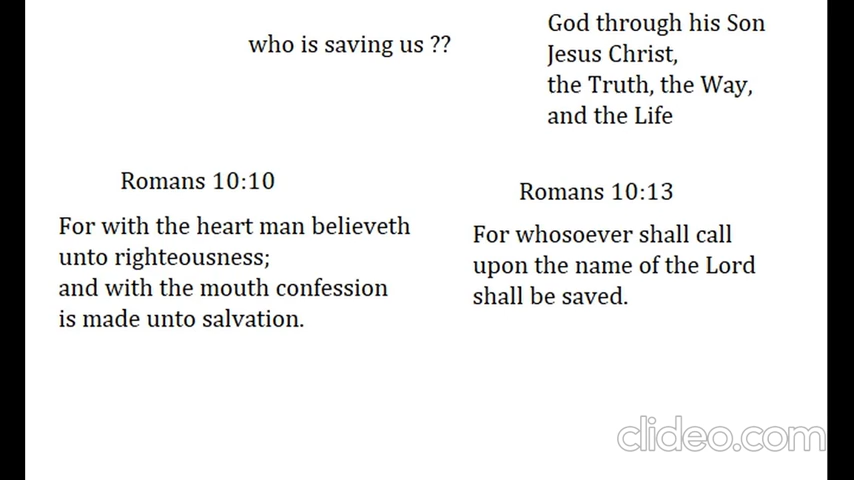 who is saving us ??
God through his Son
Jesus Christ,
the Truth, the Way,
and the Life
Romans 10:10
For with the heart man believeth
unto righteousness;
and with the mouth confession
is made unto salvation.
Romans 10:13
For whosoever shall call
upon the name of the Lord
shall be saved.
clideo.com